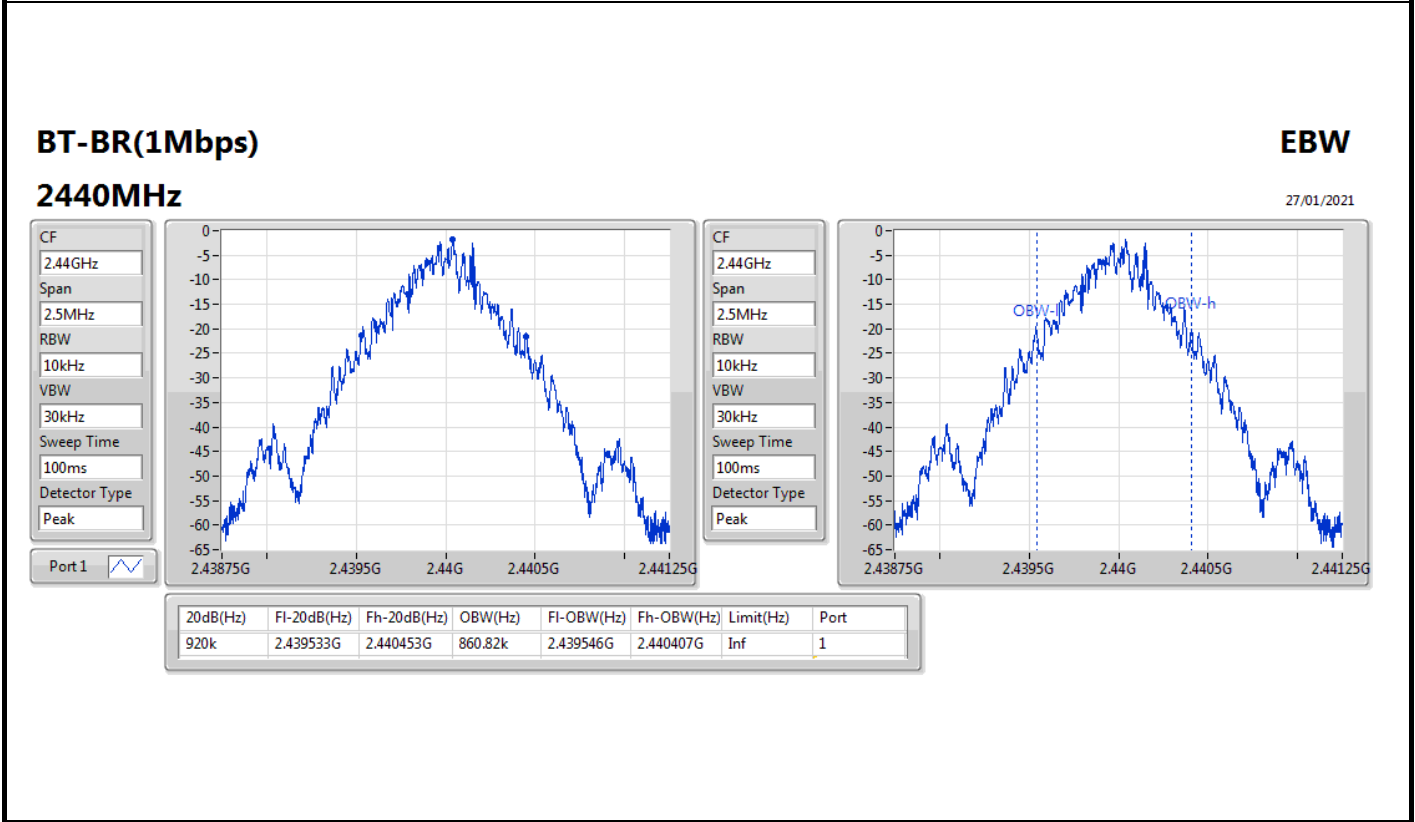 BT-BR(1Mbps)
EBW
2440MHz
27/01/2021
CF
2.44GHz
Span
2.5MHz
RBW
10kHz
VBW
30kHz
Sweep Time
100ms
Detector Type
Peak
Port 1
0
-5
-10
-15
-20
-25
-30
-35
-40
-45
-50
-55
-60
-65
2.43875G 2.4395G 2.44G 2.4405G 2.44125G
CF
2.44GHz
Span
2.5MHz
RBW
10kHz
VBW
30kHz
Sweep Time
100ms
Detector Type
Peak
0
-5
-10
-15
-20
-25
-30
-35
-40
-45
-50
-55
-60
-65
OBW-l
OBW-h
2.43875G 2.4395G 2.44G 2.4405G 2.44125G
20dB(Hz) Fl-20dB(Hz) Fh-20dB(Hz) OBW(Hz) Fl-OBW(Hz) Fh-OBW(Hz) Limit(Hz) Port
920k 2.439533G 2.440453G 860.82k 2.439546G 2.440407G Inf 1